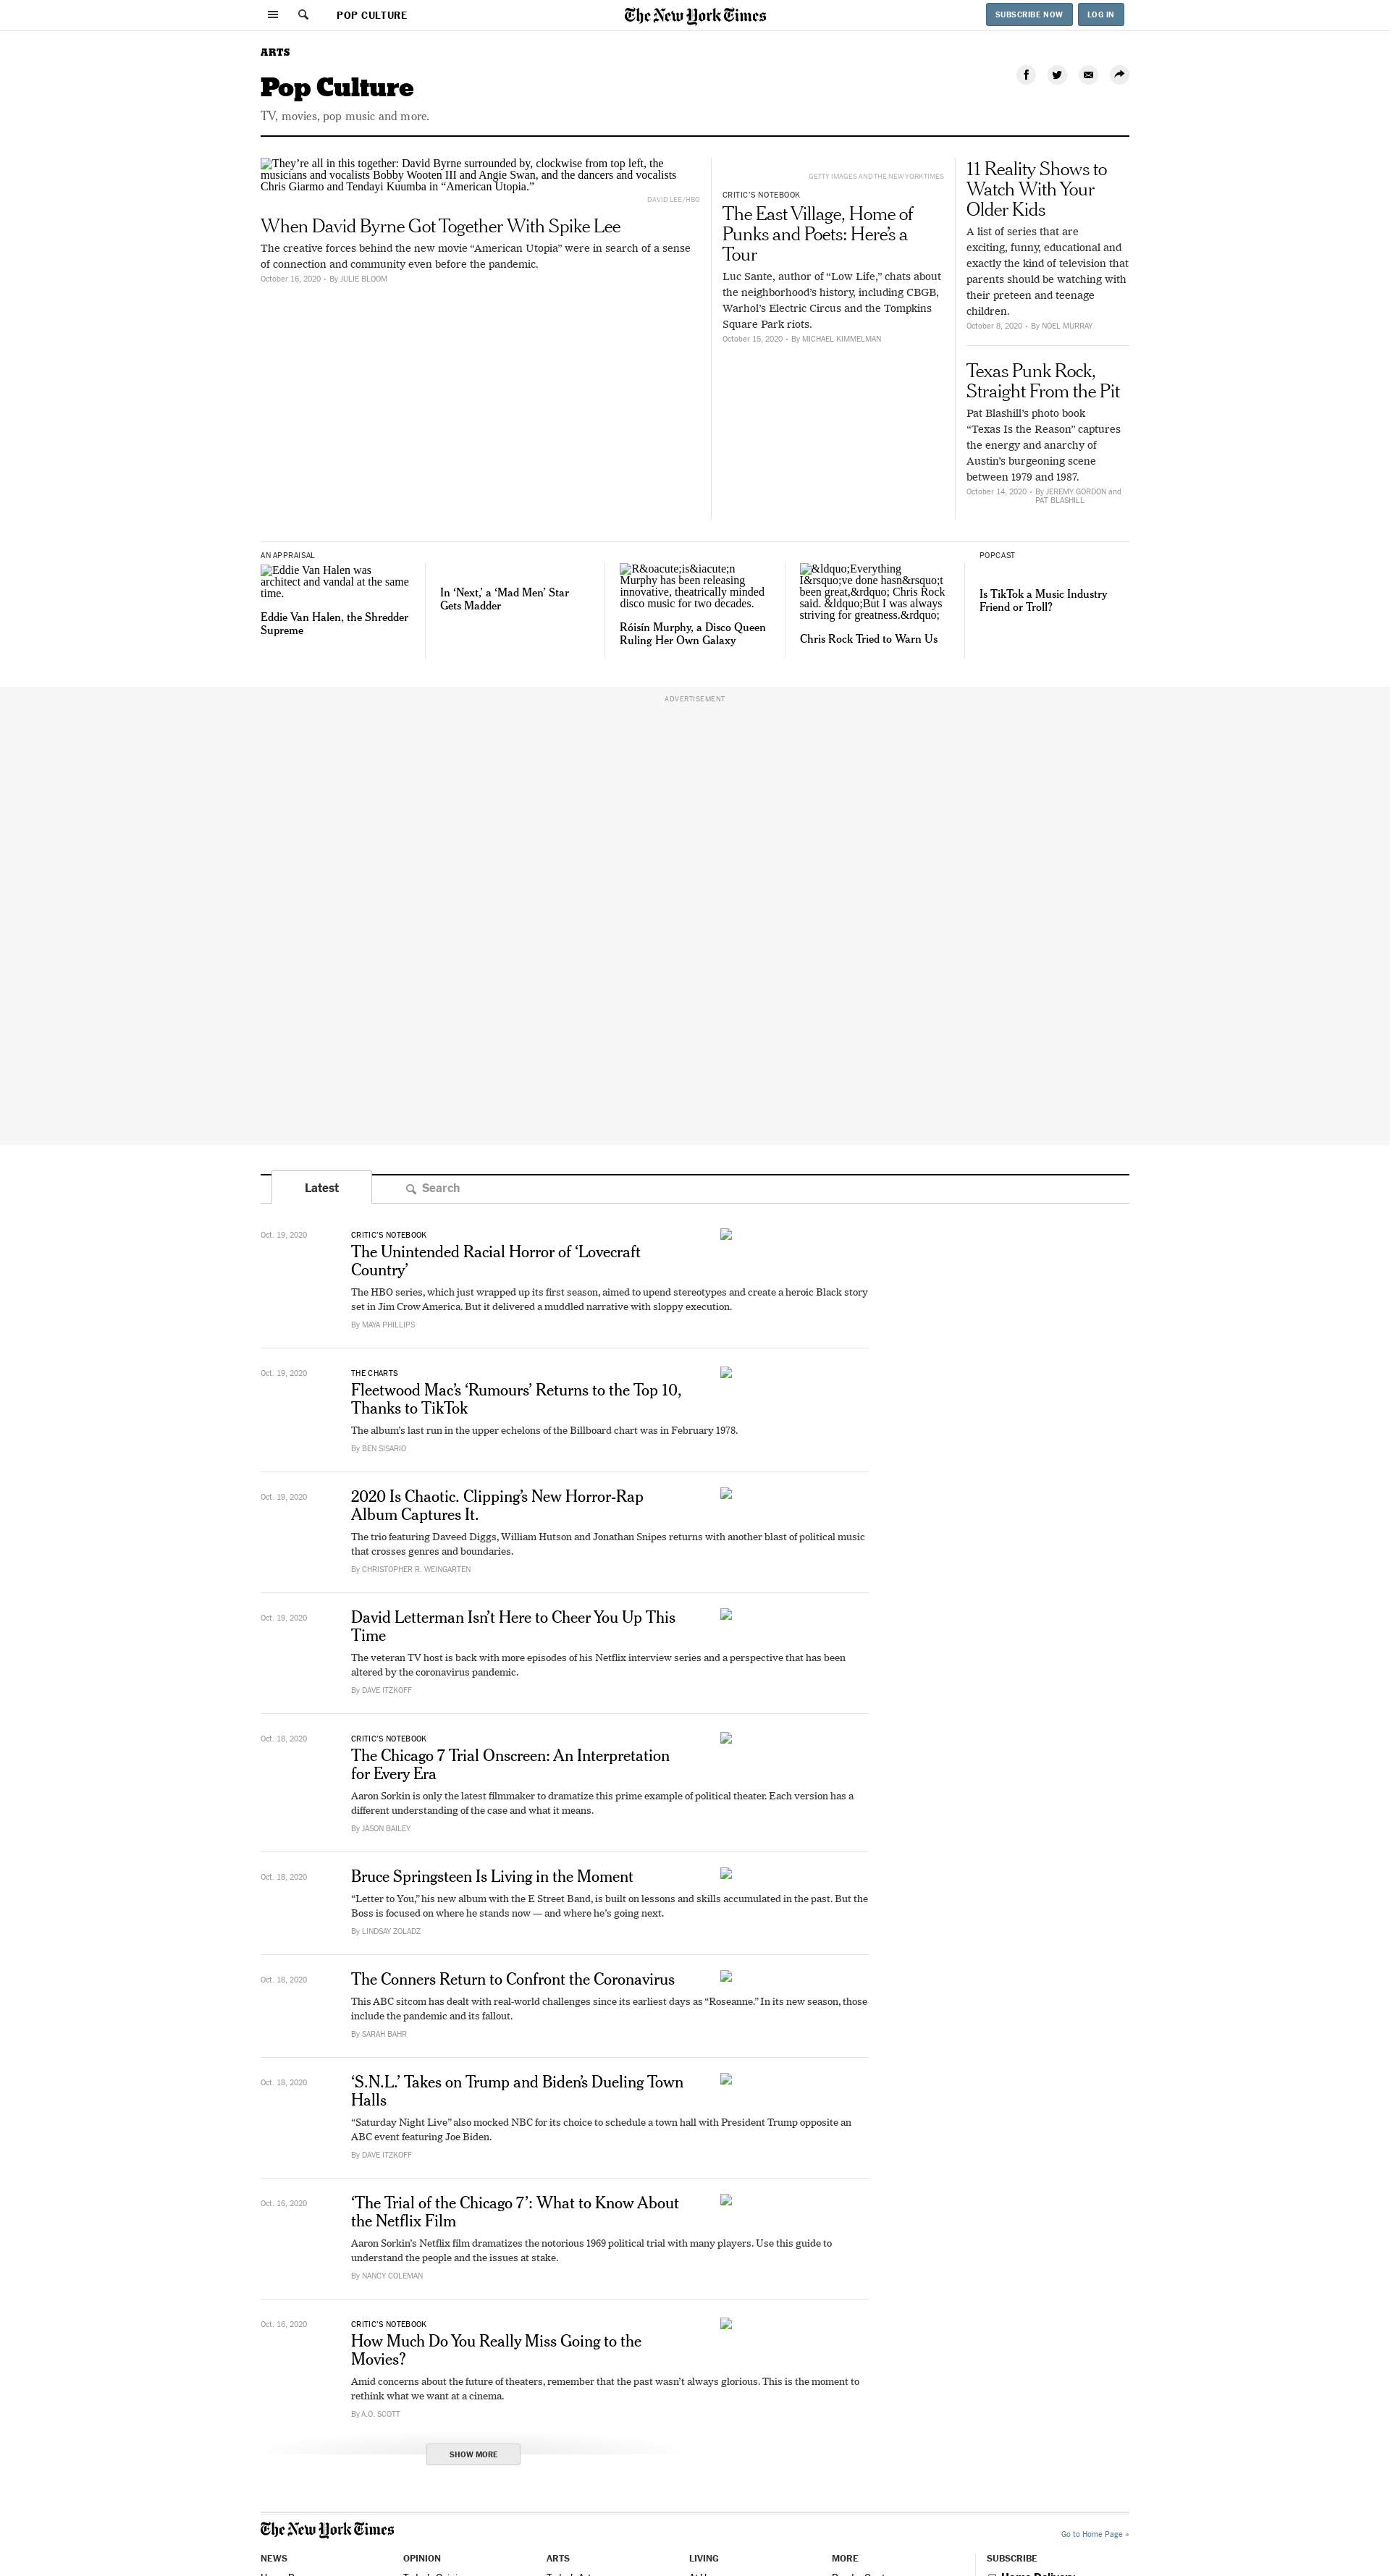 POP CULTURE
The New York Times
SUBSCRIBE NOW
LOG IN
ARTS
Pop Culture
TV, movies, pop music and more.
They’re all in this together: David Byrne surrounded by, clockwise from top left, the
musicians and vocalists Bobby Wooten III and Angie Swan, and the dancers and vocalists
Chris Giarmo and Tendayi Kuumba in “American Utopia.”
DAVID LEE/HBO
When David Byrne Got Together With Spike Lee
The creative forces behind the new movie “American Utopia” were in search of a sense
of connection and community even before the pandemic.
October 16, 2020 • By JULIE BLOOM
GETTY IMAGES AND THE NEW YORK TIMES
CRITIC’S NOTEBOOK
The East Village, Home of
Punks and Poets: Here’s a
Tour
Luc Sante, author of “Low Life,” chats about
the neighborhood’s history, including CBGB,
Warhol’s Electric Circus and the Tompkins
Square Park riots.
October 15, 2020 • By MICHAEL KIMMELMAN
11 Reality Shows to
Watch With Your
Older Kids
A list of series that are
exciting, funny, educational and
exactly the kind of television that
parents should be watching with
their preteen and teenage
children.
October 8, 2020 • By NOEL MURRAY
Texas Punk Rock,
Straight From the Pit
Pat Blashill’s photo book
“Texas Is the Reason” captures
the energy and anarchy of
Austin’s burgeoning scene
between 1979 and 1987.
October 14, 2020 • By JEREMY GORDON and
PAT BLASHILL
AN APPRAISAL
Eddie Van Halen was
architect and vandal at the same
time.
Eddie Van Halen, the Shredder
Supreme
In ‘Next,’ a ‘Mad Men’ Star
Gets Madder
R&oacute;is&iacute;n
Murphy has been releasing
innovative, theatrically minded
disco music for two decades.
Róisín Murphy, a Disco Queen
Ruling Her Own Galaxy
&ldquo;Everything
I&rsquo;ve done hasn&rsquo;t
been great,&rdquo; Chris Rock
said. &ldquo;But I was always
striving for greatness.&rdquo;
Chris Rock Tried to Warn Us
POPCAST
Is TikTok a Music Industry
Friend or Troll?
ADVERTISEMENT
Latest
Search
Oct. 19, 2020
CRITIC’S NOTEBOOK
The Unintended Racial Horror of ‘Lovecraft
Country’
The HBO series, which just wrapped up its first season, aimed to upend stereotypes and create a heroic Black story
set in Jim Crow America. But it delivered a muddled narrative with sloppy execution.
By MAYA PHILLIPS
Oct. 19, 2020
THE CHARTS
Fleetwood Mac’s ‘Rumours’ Returns to the Top 10,
Thanks to TikTok
The album’s last run in the upper echelons of the Billboard chart was in February 1978.
By BEN SISARIO
Oct. 19, 2020
2020 Is Chaotic. Clipping’s New Horror-Rap
Album Captures It.
The trio featuring Daveed Diggs, William Hutson and Jonathan Snipes returns with another blast of political music
that crosses genres and boundaries.
By CHRISTOPHER R. WEINGARTEN
Oct. 19, 2020
David Letterman Isn’t Here to Cheer You Up This
Time
The veteran TV host is back with more episodes of his Netflix interview series and a perspective that has been
altered by the coronavirus pandemic.
By DAVE ITZKOFF
Oct. 18, 2020
CRITIC’S NOTEBOOK
The Chicago 7 Trial Onscreen: An Interpretation
for Every Era
Aaron Sorkin is only the latest filmmaker to dramatize this prime example of political theater. Each version has a
different understanding of the case and what it means.
By JASON BAILEY
Oct. 18, 2020
Bruce Springsteen Is Living in the Moment
“Letter to You,” his new album with the E Street Band, is built on lessons and skills accumulated in the past. But the
Boss is focused on where he stands now — and where he’s going next.
By LINDSAY ZOLADZ
Oct. 18, 2020
The Conners Return to Confront the Coronavirus
This ABC sitcom has dealt with real-world challenges since its earliest days as “Roseanne.” In its new season, those
include the pandemic and its fallout.
By SARAH BAHR
Oct. 18, 2020
‘S.N.L.’ Takes on Trump and Biden’s Dueling Town
Halls
“Saturday Night Live” also mocked NBC for its choice to schedule a town hall with President Trump opposite an
ABC event featuring Joe Biden.
By DAVE ITZKOFF
Oct. 16, 2020
‘The Trial of the Chicago 7’: What to Know About
the Netflix Film
Aaron Sorkin’s Netflix film dramatizes the notorious 1969 political trial with many players. Use this guide to
understand the people and the issues at stake.
By NANCY COLEMAN
Oct. 16, 2020
CRITIC’S NOTEBOOK
How Much Do You Really Miss Going to the
Movies?
Amid concerns about the future of theaters, remember that the past wasn’t always glorious. This is the moment to
rethink what we want at a cinema.
By A.O. SCOTT
SHOW MORE
The New York Times
Go to Home Page »
NEWS
OPINION
ARTS
LIVING
MORE
SUBSCRIBE